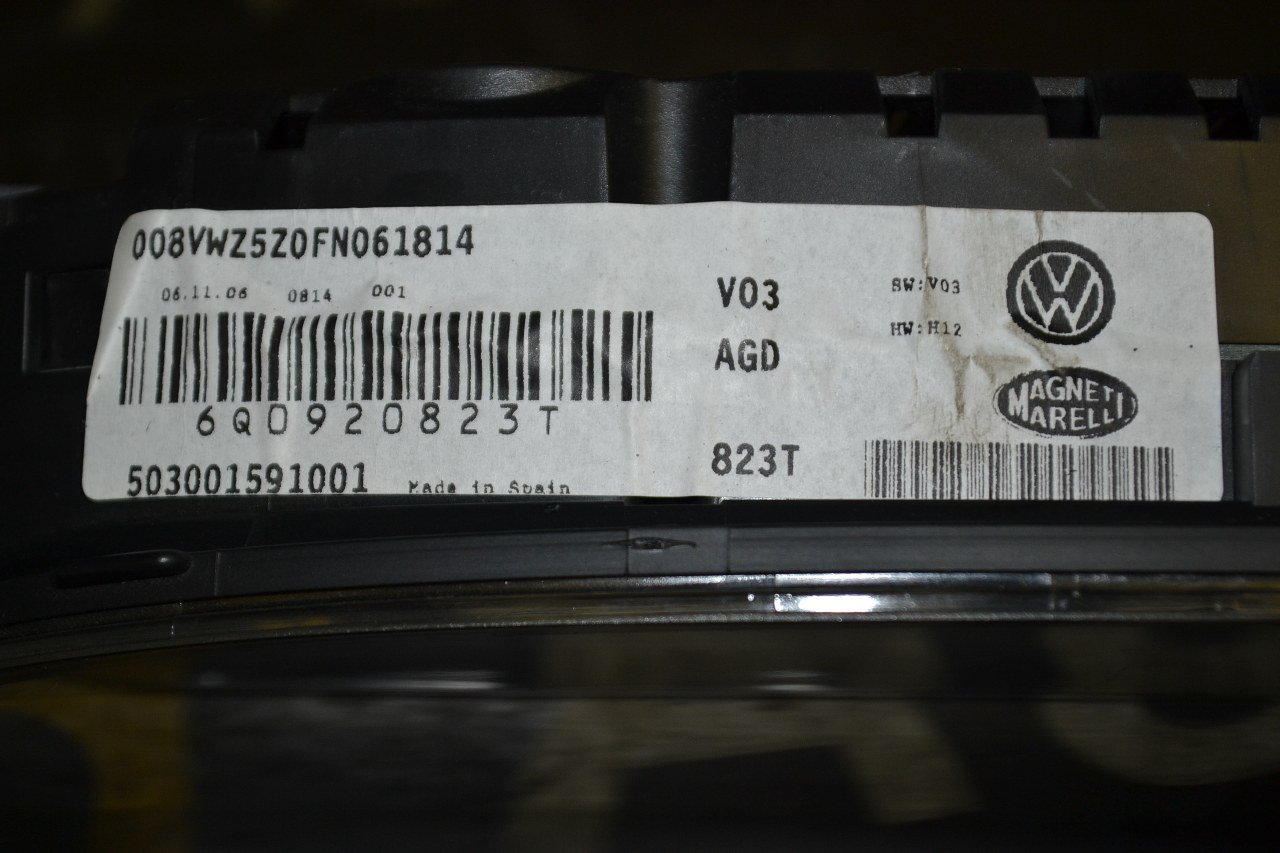 008VWZ5Z0FN061814
06.11.06 0814 001
6Q0920823T
503001591001 Made in Spain
V03
AGD
823T
SW:V03
HW:H12
VW
MAGNETI
MARELLI